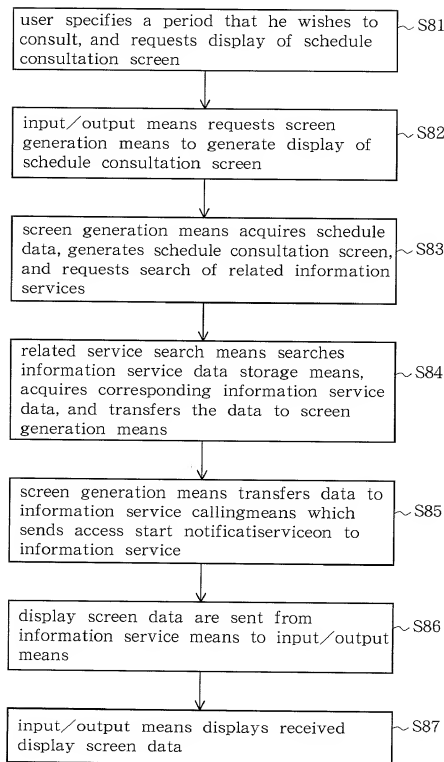 user specifies a period that he wishes to
consult, and requests display of schedule
consultation screen
S81
input/output means requests screen
generation means to generate display of
schedule consultation screen
S82
screen generation means acquires schedule
data, generates schedule consultation screen,
and requests search of related information
services
S83
related service search means searches
information service data storage means,
acquires corresponding information service
data, and transfers the data to screen
generation means
S84
screen generation means transfers data to
information service callingmeans which
sends access start notificatiserviceon to
information service
S85
display screen data are sent from
information service means to input/output
means
S86
input/output means displays received
display screen data
S87